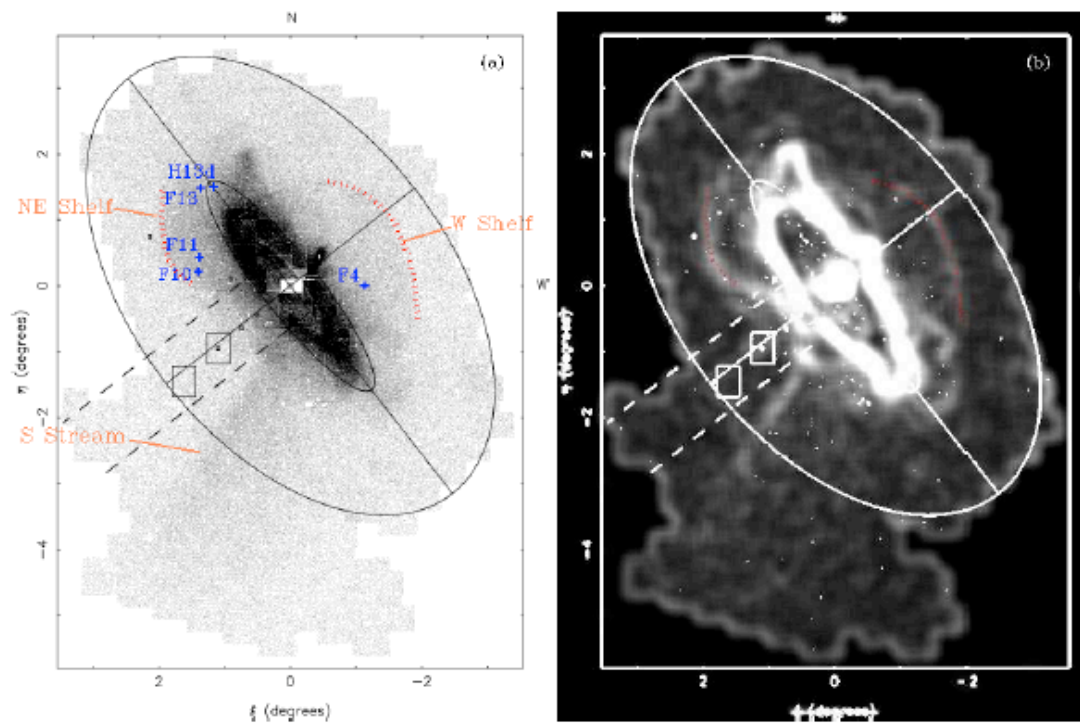 N
(a)
2
H13d
F13
NE Shelf
W Shelf
F11
F10
F4
0
η (degrees)
-2
S Stream
-4
2 0 -2
ξ (degrees)
(b)
2
W
0
-2
-4
2 0 -2
(degrees)